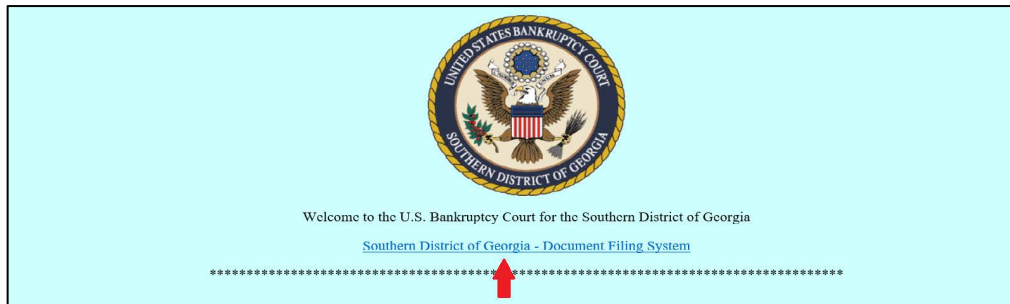 UNITED STATES BANKRUPTCY COURT
SOUTHERN DISTRICT OF GEORGIA
Welcome to the U.S. Bankruptcy Court for the Southern District of Georgia
Southern District of Georgia - Document Filing System
*************************************************************************************